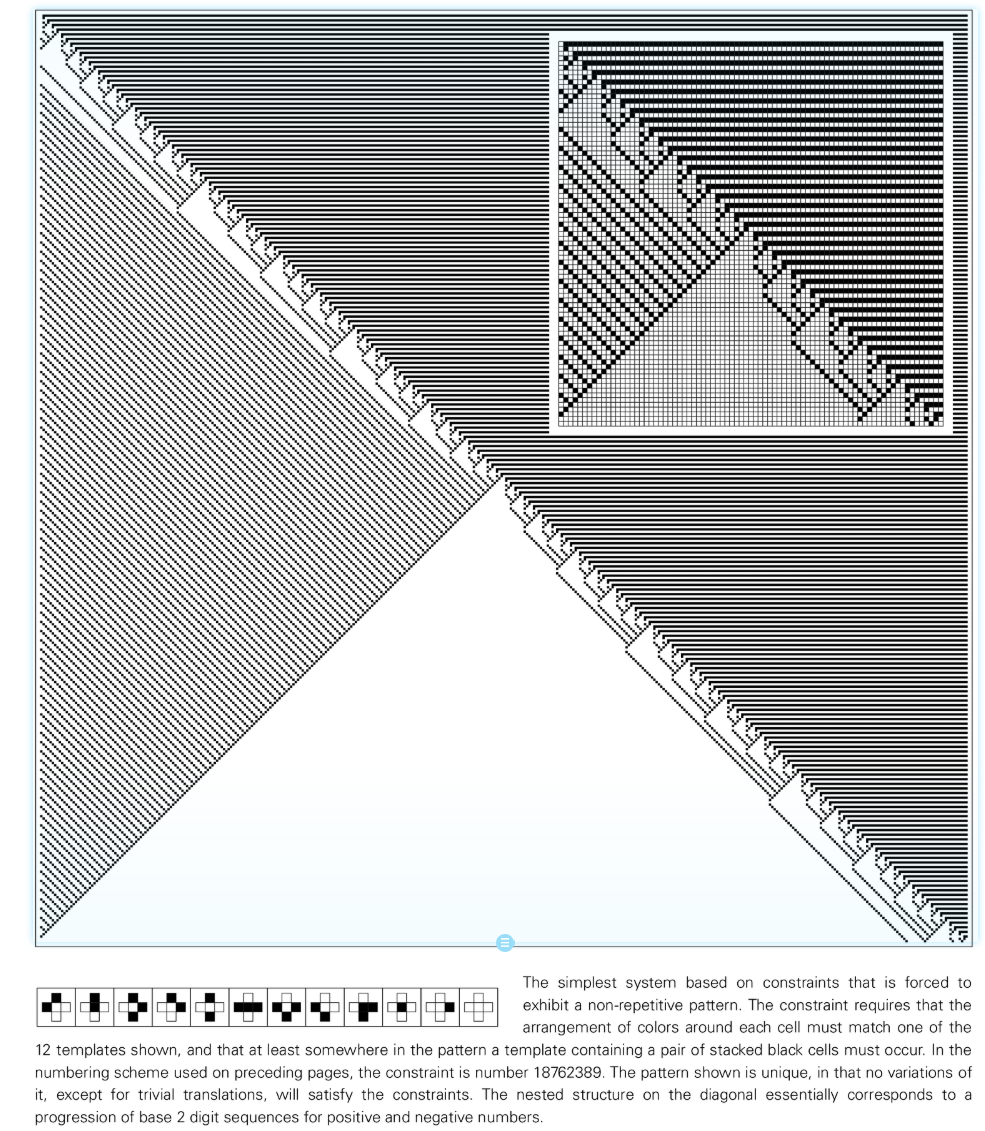 The simplest system based on constraints that is forced to
exhibit a non-repetitive pattern. The constraint requires that the
arrangement of colors around each cell must match one of the
12 templates shown, and that at least somewhere in the pattern a template containing a pair of stacked black cells must occur. In the
numbering scheme used on preceding pages, the constraint is number 18762389. The pattern shown is unique, in that no variations of
it, except for trivial translations, will satisfy the constraints. The nested structure on the diagonal essentially corresponds to a
progression of base 2 digit sequences for positive and negative numbers.